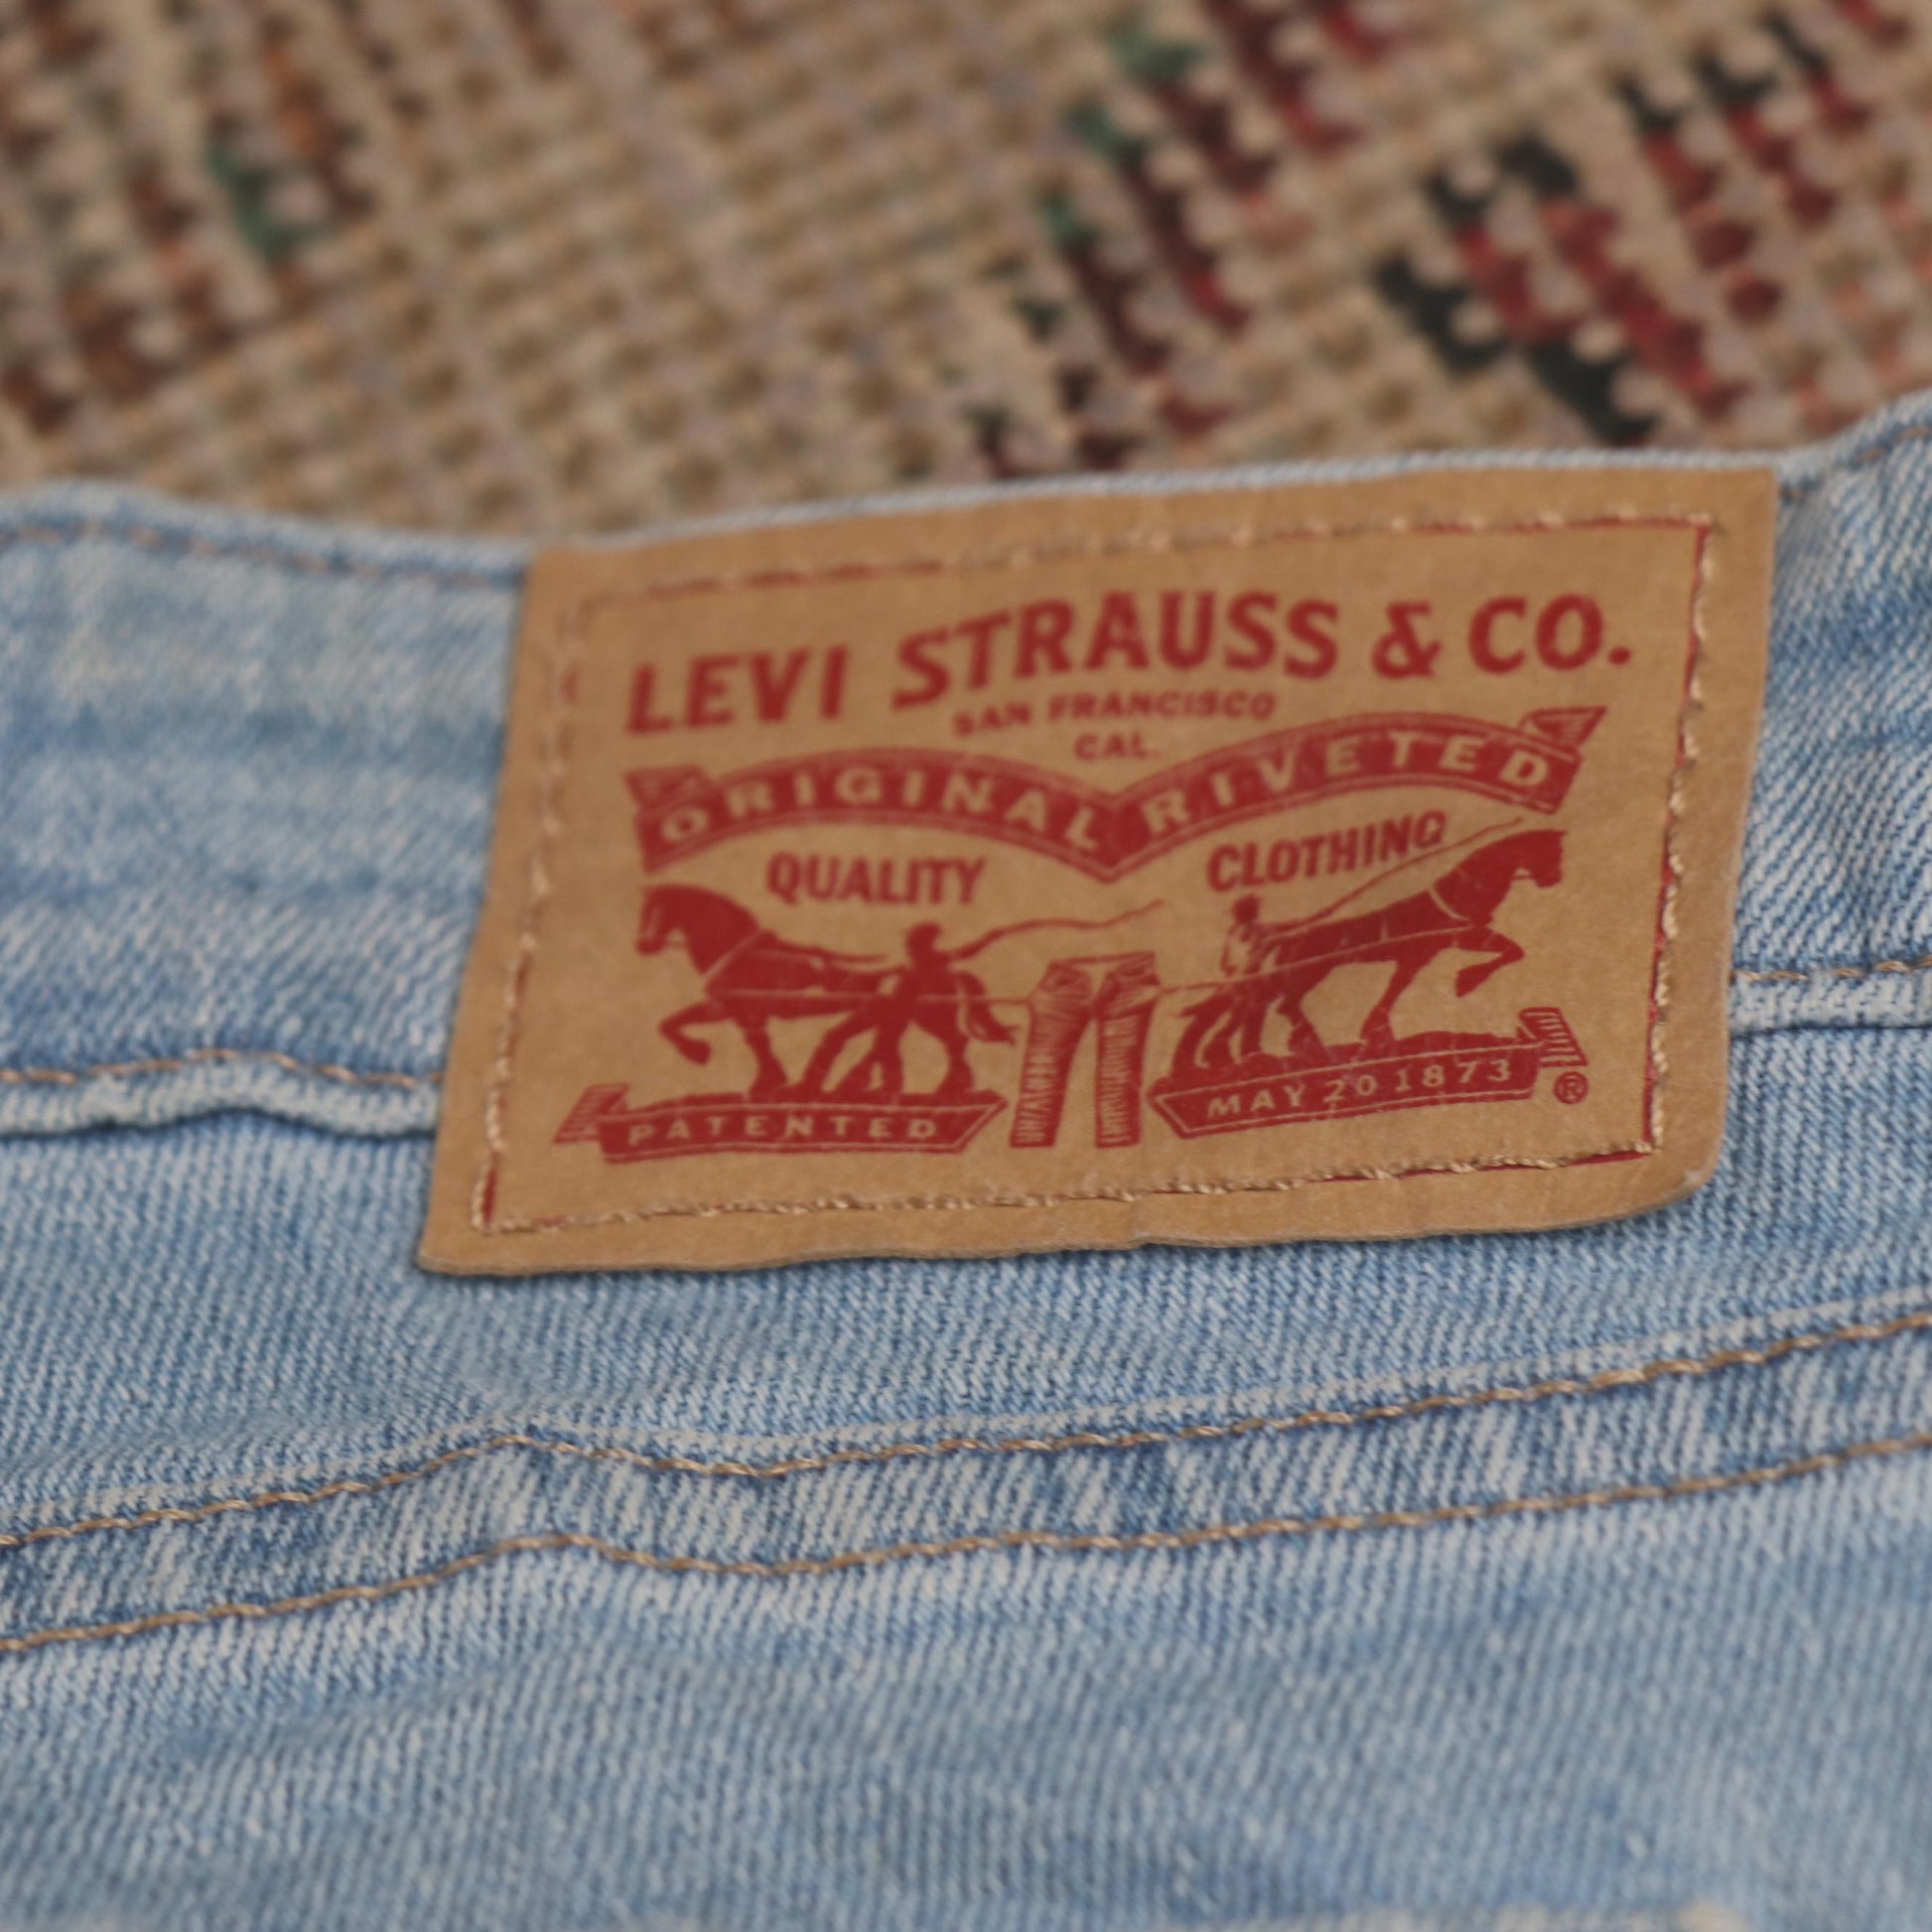 LEVI STRAUSS & CO.
SAN FRANCISCO
CAL.
ORIGINAL RIVETED
QUALITY CLOTHING
PATENTED MAY 20 1873 ®